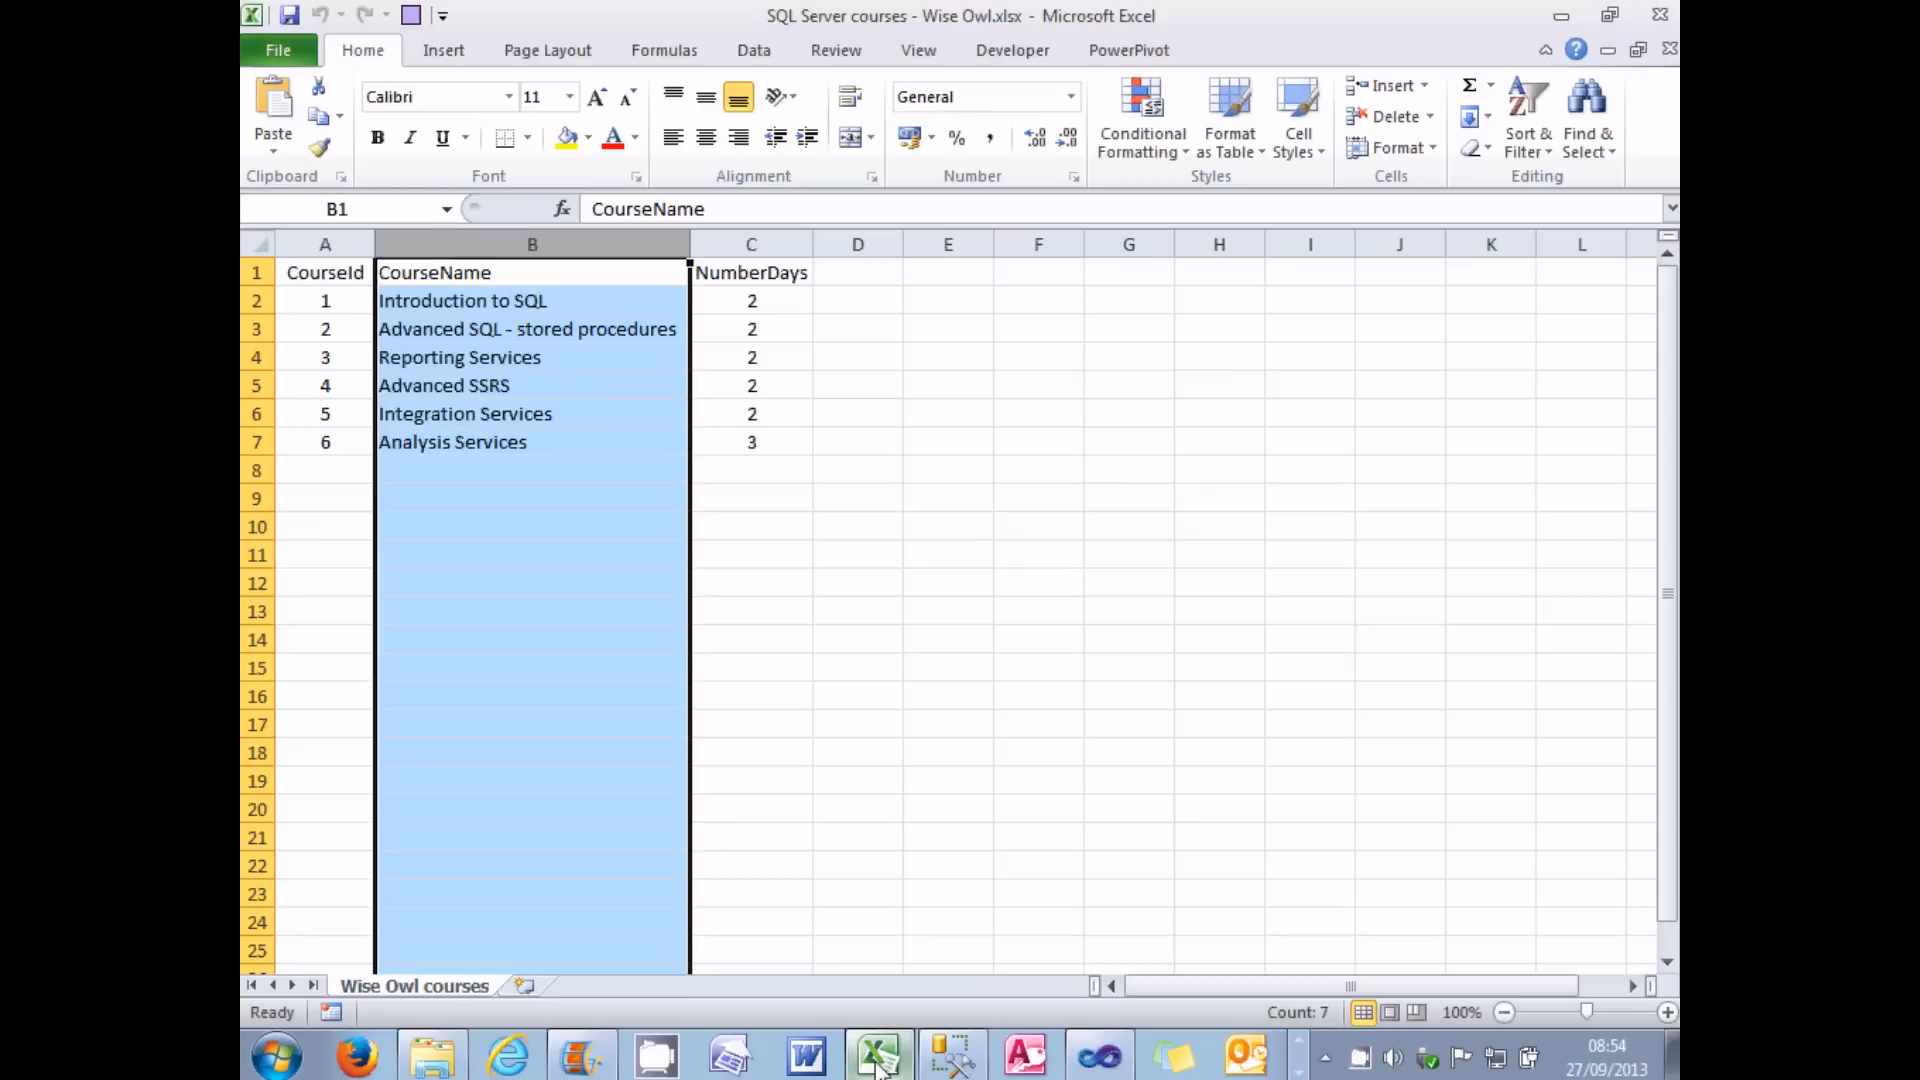 SQL Server courses - Wise Owl.xlsx - Microsoft Excel
File Home Insert Page Layout Formulas Data Review View Developer PowerPivot
Calibri 11 General
Paste
B I U
Conditional Formatting
Format as Table
Cell Styles
Insert
Delete
Format
Sort & Filter
Find & Select
Clipboard Font Alignment Number Styles Cells Editing
B1 fx CourseName
A B C D E F G H I J K L
1 CourseId CourseName NumberDays
2 1 Introduction to SQL 2
3 2 Advanced SQL - stored procedures 2
4 3 Reporting Services 2
5 4 Advanced SSRS 2
6 5 Integration Services 2
7 6 Analysis Services 3
8
9
10
11
12
13
14
15
16
17
18
19
20
21
22
23
24
25
Wise Owl courses
Ready Count: 7 100%
08:54
27/09/2013